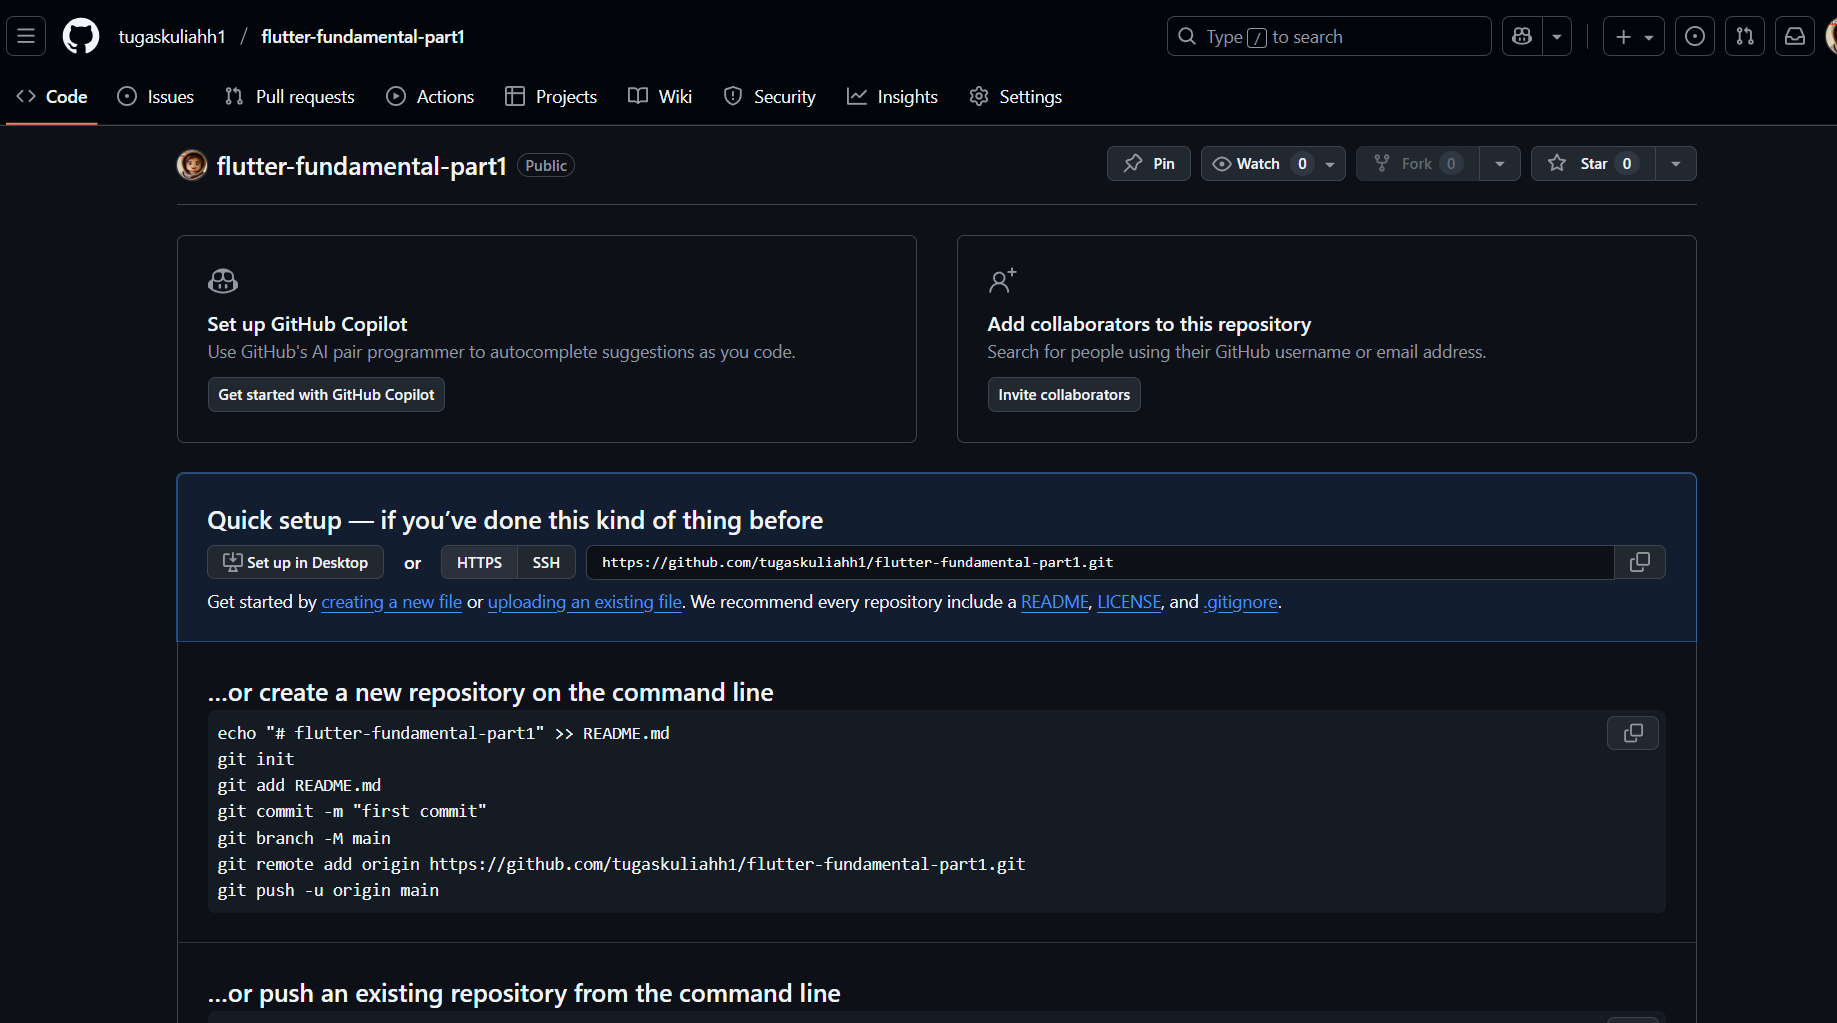 tugaskuliahh1 / flutter-fundamental-part1
Type / to search
Code Issues Pull requests Actions Projects Wiki Security Insights Settings
flutter-fundamental-part1 Public
Pin Watch 0 Fork 0 Star 0
Set up GitHub Copilot
Use GitHub's AI pair programmer to autocomplete suggestions as you code.
Get started with GitHub Copilot
Add collaborators to this repository
Search for people using their GitHub username or email address.
Invite collaborators
Quick setup — if you’ve done this kind of thing before
Set up in Desktop or HTTPS SSH https://github.com/tugaskuliahh1/flutter-fundamental-part1.git
Get started by creating a new file or uploading an existing file. We recommend every repository include a README, LICENSE, and .gitignore.
…or create a new repository on the command line
echo "# flutter-fundamental-part1" >> README.md
git init
git add README.md
git commit -m "first commit"
git branch -M main
git remote add origin https://github.com/tugaskuliahh1/flutter-fundamental-part1.git
git push -u origin main
…or push an existing repository from the command line